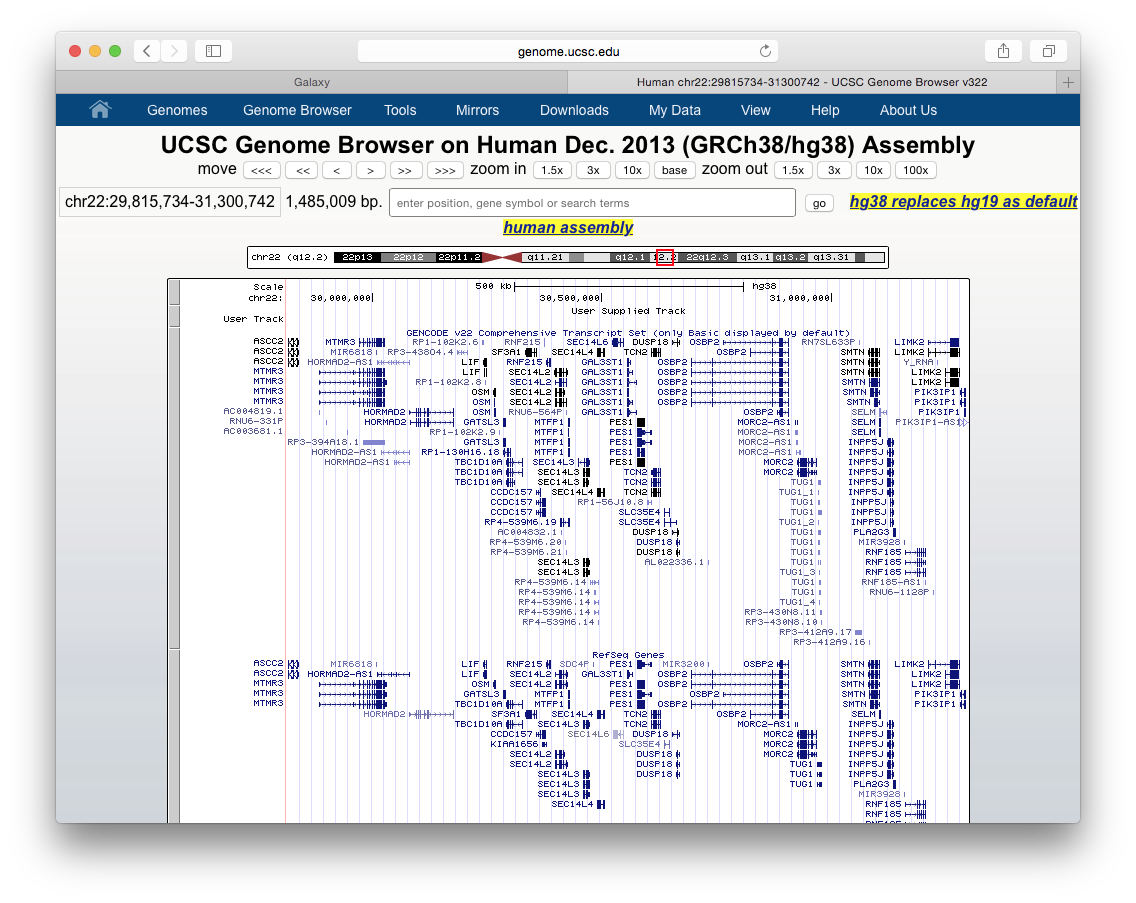 genome.ucsc.edu
Galaxy Human chr22:29815734-31300742 - UCSC Genome Browser v322 +
Genomes Genome Browser Tools Mirrors Downloads My Data View Help About Us
UCSC Genome Browser on Human Dec. 2013 (GRCh38/hg38) Assembly
move <<< << < > >> >>> zoom in 1.5x 3x 10x base zoom out 1.5x 3x 10x 100x
chr22:29,815,734-31,300,742 1,485,009 bp. enter position, gene symbol or search terms go hg38 replaces hg19 as default
human assembly
chr22 (q12.2) 22p13 22p12 22p11.2 q11.21 q12.1 12.2 22q12.3 q13.1 q13.2 q13.31
Scale 500 kb hg38
chr22: 30,000,000 30,500,000 31,000,000
User Supplied Track
User Track
GENCODE v22 Comprehensive Transcript Set (only Basic displayed by default)
ASCC2 MTMR3 RP1-102K2.6 RNF215 SEC14L6 DUSP18 OSBP2 RN7SL633P LIMK2
ASCC2 MIR6818 RP3-438O4.4 SF3A1 SEC14L4 TCN2 OSBP2 SMTN LIMK2
ASCC2 HORMAD2-AS1 LIF RNF215 GAL3ST1 OSBP2 SMTN Y_RNA
MTMR3 LIF SEC14L2 GAL3ST1 OSBP2 SMTN LIMK2
MTMR3 RP1-102K2.8 SEC14L2 GAL3ST1 OSBP2 SMTN LIMK2
MTMR3 OSM SEC14L2 GAL3ST1 OSBP2 SMTN PIK3IP1
MTMR3 OSM SEC14L2 GAL3ST1 OSBP2 SMTN PIK3IP1
AC004819.1 HORMAD2 OSM RNU6-564P GAL3ST1 OSBP2 SELM PIK3IP1
RNU6-331P HORMAD2 GATSL3 MTFP1 PES1 MORC2-AS1 SELM PIK3IP1-AS1
AC003681.1 RP1-102K2.9 MTFP1 PES1 MORC2-AS1 SELM
RP3-394A18.1 GATSL3 MTFP1 PES1 MORC2-AS1 INPP5J
HORMAD2-AS1 RP1-130H16.18 MTFP1 PES1 MORC2-AS1 INPP5J
HORMAD2-AS1 TBC1D10A SEC14L3 PES1 MORC2 INPP5J
TBC1D10A SEC14L3 TCN2 MORC2 INPP5J
TBC1D10A SEC14L3 TCN2 TUG1 INPP5J
CCDC157 SEC14L4 TCN2 TUG1_1 INPP5J
CCDC157 RP1-56J10.8 TUG1 INPP5J
CCDC157 SLC35E4 TUG1 INPP5J
RP4-539M6.19 SLC35E4 TUG1_2 INPP5J
AC004832.1 DUSP18 TUG1 PLA2G3
RP4-539M6.20 DUSP18 TUG1 MIR3928
RP4-539M6.21 DUSP18 TUG1 RNF185
SEC14L3 AL022336.1 TUG1 RNF185
SEC14L3 TUG1_3 RNF185
RP4-539M6.14 TUG1 RNF185-AS1
RP4-539M6.14 TUG1 RNU6-1128P
RP4-539M6.14 TUG1_4
RP4-539M6.14 RP3-430N8.11
RP4-539M6.14 RP3-430N8.10
RP3-412A9.17
RP3-412A9.16
RefSeq Genes
ASCC2 MIR6818 LIF RNF215 SDC4P PES1 MIR3200 OSBP2 SMTN LIMK2
ASCC2 HORMAD2-AS1 LIF SEC14L2 GAL3ST1 OSBP2 SMTN LIMK2
MTMR3 OSM SEC14L2 PES1 OSBP2 SMTN LIMK2
MTMR3 GATSL3 MTFP1 PES1 OSBP2 SMTN PIK3IP1
MTMR3 TBC1D10A MTFP1 PES1 OSBP2 SMTN PIK3IP1
HORMAD2 SF3A1 SEC14L4 TCN2 OSBP2 SELM
TBC1D10A SEC14L3 TCN2 MORC2-AS1 INPP5J
CCDC157 SEC14L6 DUSP18 MORC2 INPP5J
KIAA1656 SLC35E4 MORC2 INPP5J
SEC14L2 DUSP18 MORC2 INPP5J
SEC14L2 DUSP18 TUG1 INPP5J
SEC14L3 DUSP18 TUG1 INPP5J
SEC14L3 TUG1 PLA2G3
SEC14L3 MIR3928
SEC14L4 RNF185
RNF185